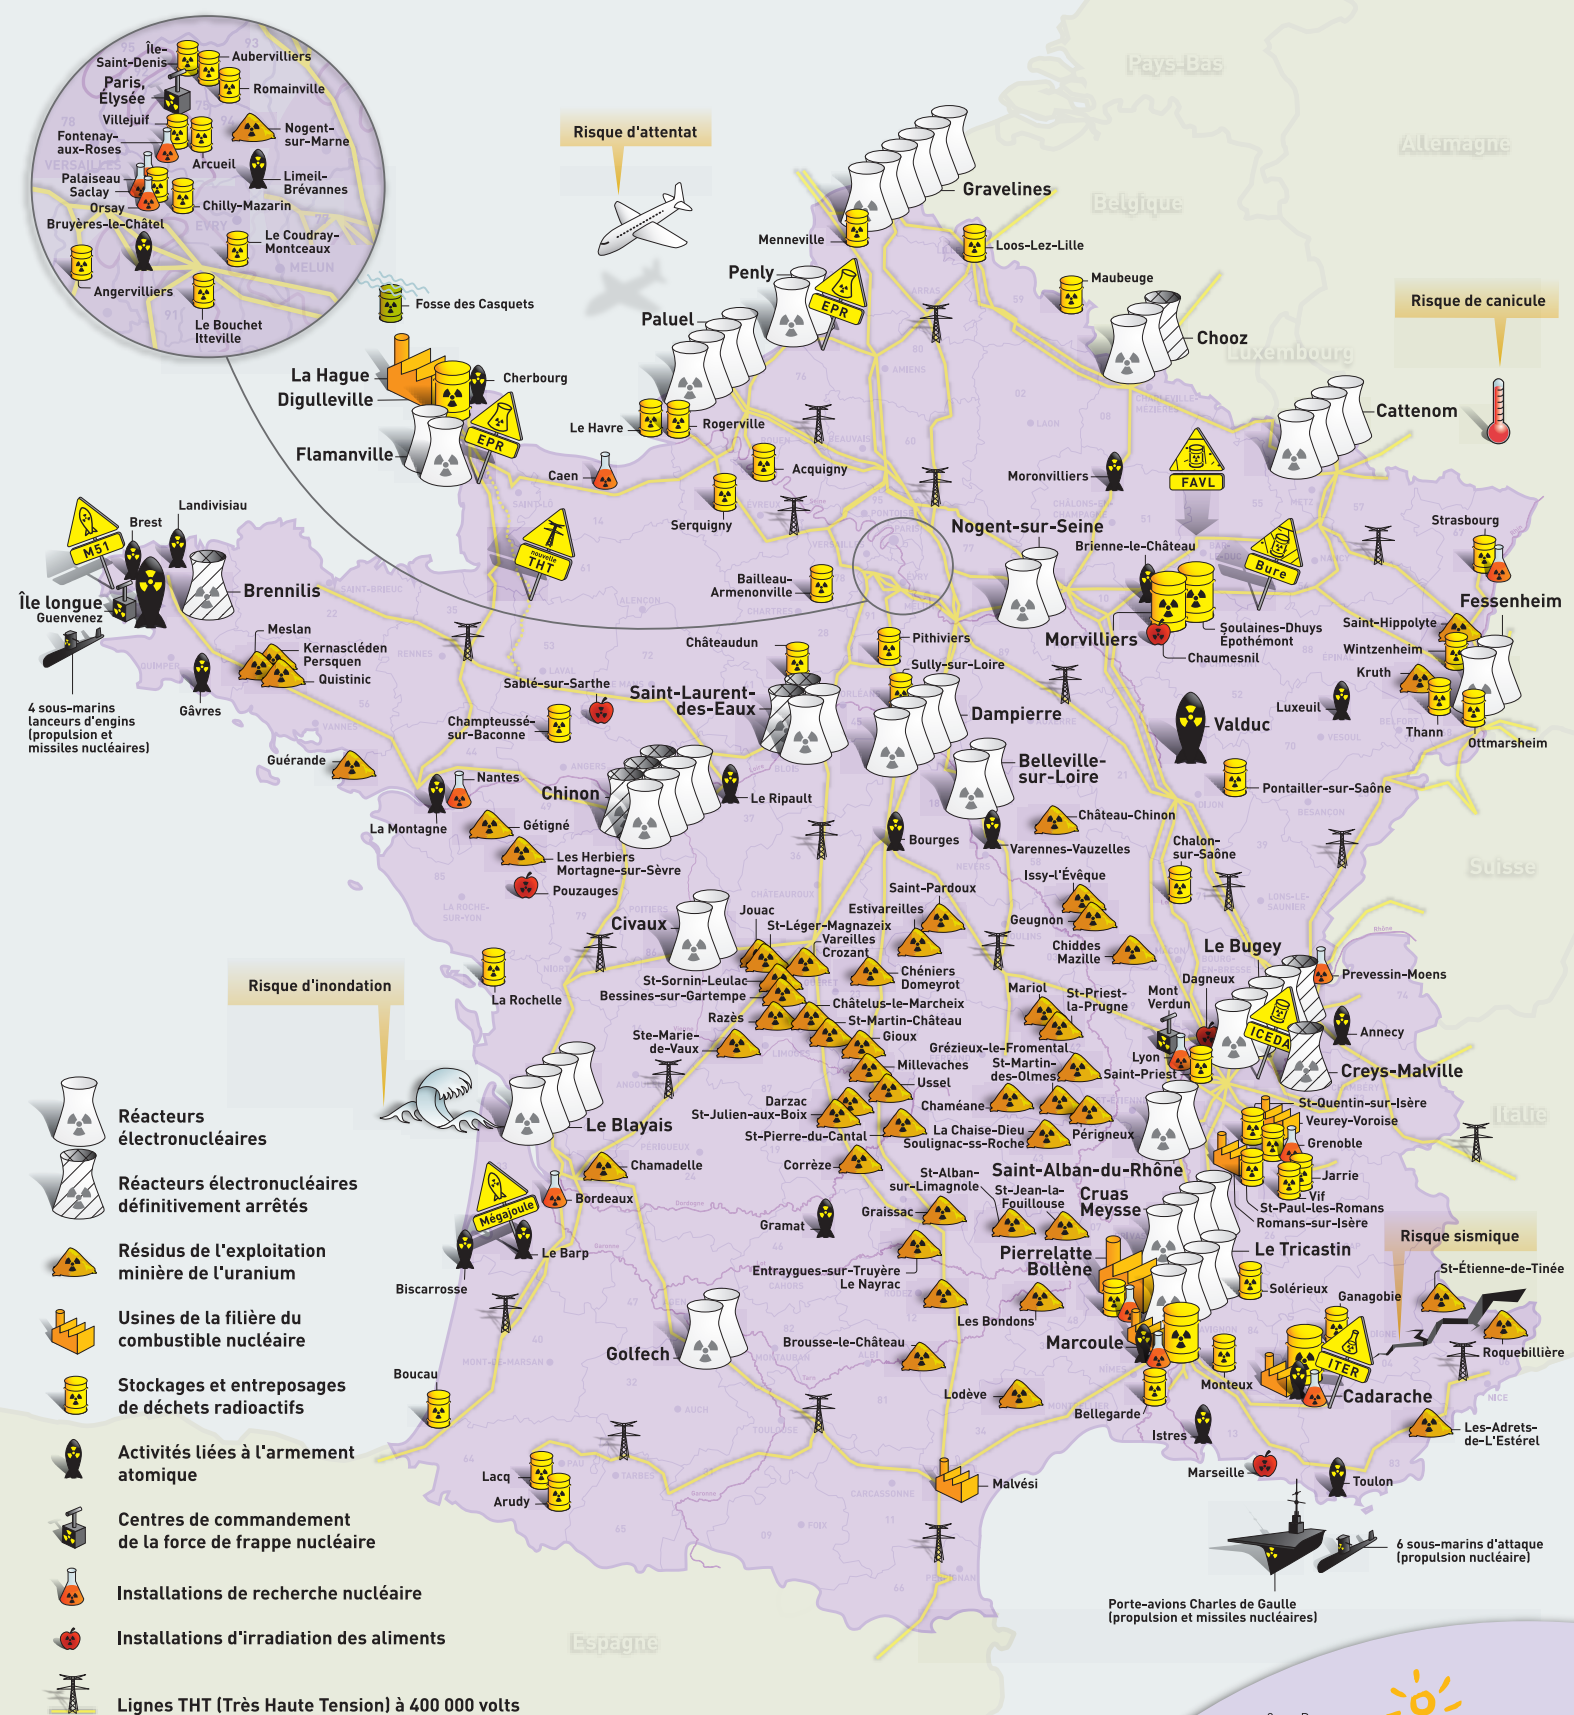 Île-
Saint-Denis
Aubervilliers
Paris,
Élysée
Romainville
Villejuif
Fontenay-
aux-Roses
Nogent-
sur-Marne
Arcueil
Palaiseau
Saclay
Limeil-
Brévannes
Orsay
Chilly-Mazarin
Bruyères-le-Châtel
Le Coudray-
Montceaux
Angervilliers
Le Bouchet
Itteville
VERSAILLES
EVRY
MELUN
Risque d'attentat
Pays-Bas
Allemagne
Belgique
Luxembourg
Suisse
Italie
Espagne
Gravelines
Menneville
Loos-Lez-Lille
Penly
EPR
Maubeuge
Risque de canicule
Fosse des Casquets
Paluel
Chooz
La Hague
Digulleville
Cherbourg
Cattenom
EPR
Le Havre
Rogerville
Flamanville
Caen
Acquigny
Moronvilliers
FAVL
Serquigny
Landivisiau
Brest
M51
Nogent-sur-Seine
Strasbourg
nouvelle
THT
Brienne-le-Château
Bure
Bailleau-
Armenonville
Brennilis
Île longue
Guenvenez
Fessenheim
Saint-Hippolyte
Meslan
Kernascléden
Persquen
Quistinic
Châteaudun
Pithiviers
Morvilliers
Soulaines-Dhuys
Épothémont
Wintzenheim
Chaumesnil
Sully-sur-Loire
Kruth
Sablé-sur-Sarthe
Saint-Laurent-
des-Eaux
Gâvres
4 sous-marins
lanceurs d'engins
(propulsion et
missiles nucléaires)
Champteussé-
sur-Baconne
Dampierre
Valduc
Luxeuil
Thann
Ottmarsheim
Guérande
Belleville-
sur-Loire
Nantes
Chinon
Le Ripault
Pontailler-sur-Saône
La Montagne
Gétigné
Château-Chinon
Bourges
Varennes-Vauzelles
Chalon-
sur-Saône
Les Herbiers
Mortagne-sur-Sèvre
Pouzauges
Saint-Pardoux
Issy-l'Évêque
Estivareilles
Geugnon
Civaux
Jouac
St-Léger-Magnazeix
Vareilles
Crozant
Chiddes
Mazille
Le Bugey
La Rochelle
St-Sornin-Leulac
Bessines-sur-Gartempe
Chéniers
Domeyrot
Dagneux
Prevessin-Moens
Risque d'inondation
Mariol
St-Priest-
la-Prugne
Mont
Verdun
Châtelus-le-Marcheix
Razès
St-Martin-Château
ICEDA
Annecy
Ste-Marie-
de-Vaux
Gioux
Grézieux-le-Fromental
Lyon
Millevaches
St-Martin-
des-Olmes
Saint-Priest
Creys-Malville
Ussel
Réacteurs
électronucléaires
Darzac
St-Julien-aux-Boix
Chaméane
St-Quentin-sur-Isère
Veurey-Voroise
Le Blayais
St-Pierre-du-Cantal
La Chaise-Dieu
Soulignac-ss-Roche
Périgneux
Grenoble
Chamadelle
Corrèze
Saint-Alban-du-Rhône
Jarrie
Vif
Réacteurs électronucléaires
définitivement arrêtés
Mégajoule
Bordeaux
St-Alban-
sur-Limagnole
St-Jean-la-
Fouillouse
Cruas
Meysse
St-Paul-les-Romans
Romans-sur-Isère
Gramat
Graissac
Risque sismique
Le Barp
Biscarrosse
Résidus de l'exploitation
minière de l'uranium
Pierrelatte
Bollène
Le Tricastin
Entraygues-sur-Truyère
Le Nayrac
St-Étienne-de-Tinée
Solérieux
Ganagobie
Les Bondons
Usines de la filière du
combustible nucléaire
Marcoule
Brousse-le-Château
Roquebillière
Golfech
ITER
Monteux
Cadarache
Boucau
Stockages et entreposages
de déchets radioactifs
Lodève
Bellegarde
Les-Adrets-
de-L'Estérel
Istres
Activités liées à l'armement
atomique
Lacq
Arudy
Malvési
Marseille
Toulon
Centres de commandement
de la force de frappe nucléaire
6 sous-marins d'attaque
(propulsion nucléaire)
Installations de recherche nucléaire
Porte-avions Charles de Gaulle
(propulsion et missiles nucléaires)
Installations d'irradiation des aliments
Lignes THT (Très Haute Tension) à 400 000 volts